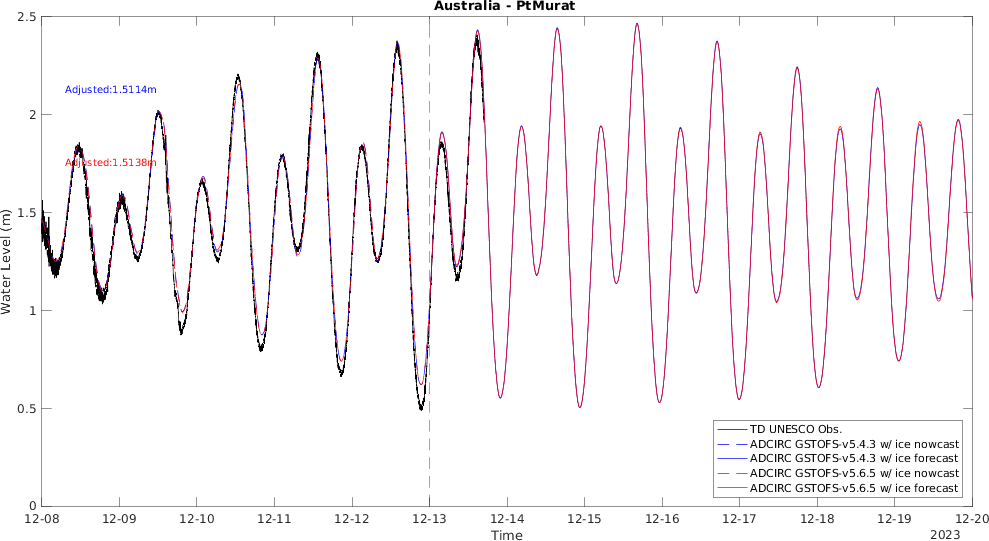 Australia - PtMurat
2.5
2
1.5
1
0.5
0
Water Level (m)
Adjusted:1.5114m
Adjusted:1.5138m
TD UNESCO Obs.
ADCIRC GSTOFS-v5.4.3 w/ ice nowcast
ADCIRC GSTOFS-v5.4.3 w/ ice forecast
ADCIRC GSTOFS-v5.6.5 w/ ice nowcast
ADCIRC GSTOFS-v5.6.5 w/ ice forecast
12-08 12-09 12-10 12-11 12-12 12-13 12-14 12-15 12-16 12-17 12-18 12-19 12-20
Time
2023